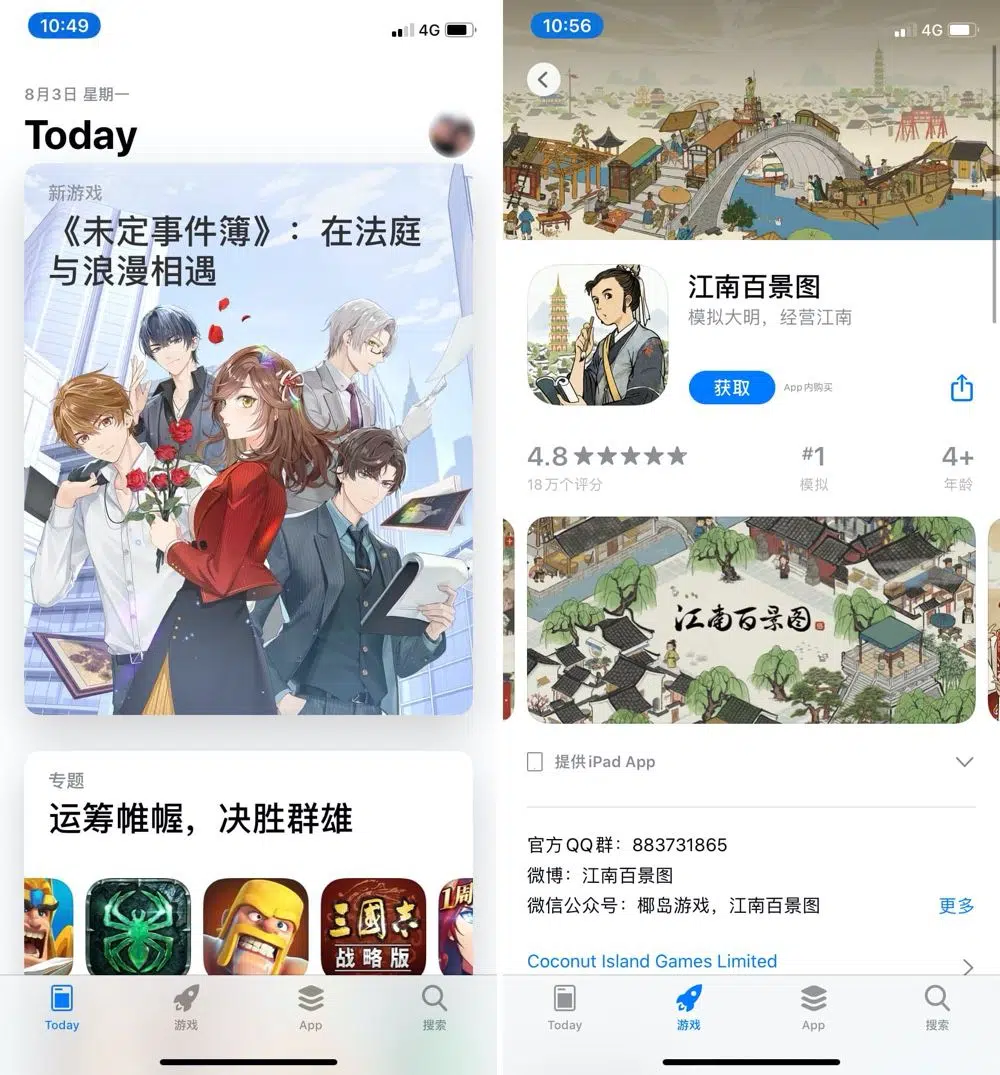 10:49
4G
8月3日 星期一
Today
新游戏
《未定事件簿》：在法庭
与浪漫相遇
专题
运筹帷幄，决胜群雄
三國志
战略版
1周
Today
游戏
App
搜索
10:56
4G
江南百景图
模拟大明，经营江南
获取
App内购买
4.8
#1
4+
18万个评分
模拟
年龄
江南百景图
提供iPad App
官方QQ群：883731865
微博：江南百景图
微信公众号：椰岛游戏，江南百景图
更多
Coconut Island Games Limited
Today
游戏
App
搜索